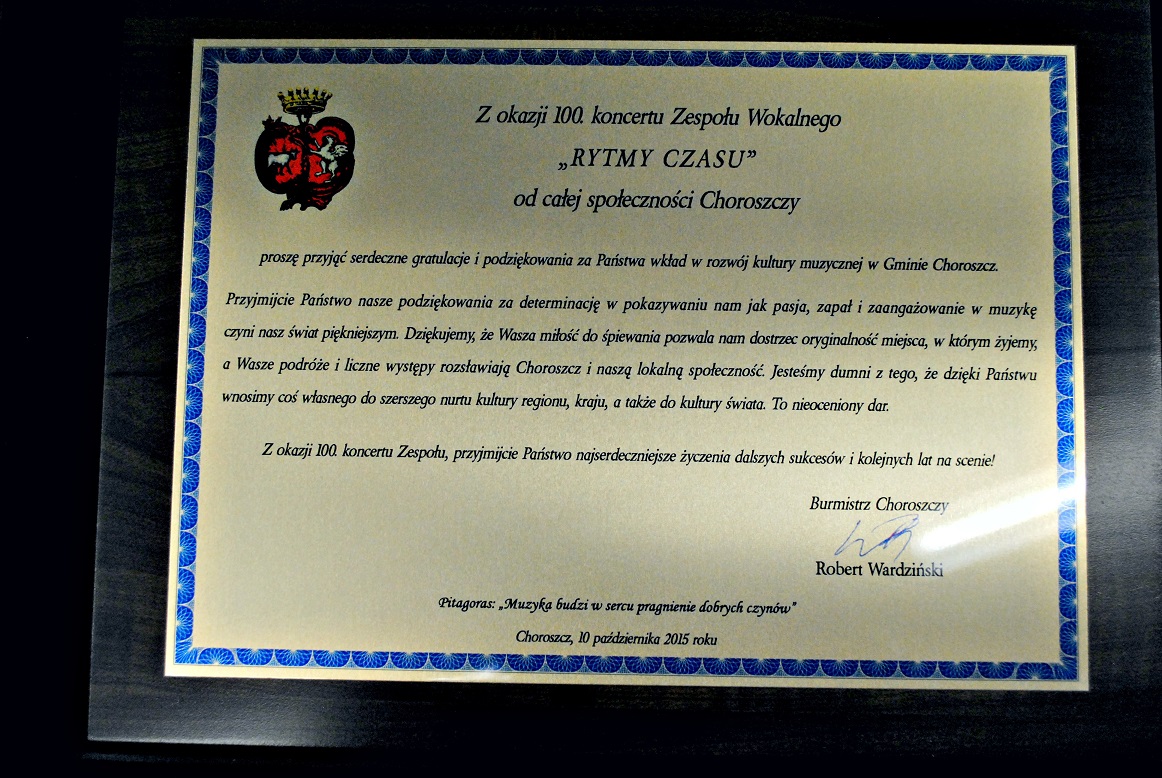 Z okazji 100. koncertu Zespołu Wokalnego
„RYTMY CZASU”
od całej społeczności Choroszczy
proszę przyjąć serdeczne gratulacje i podziękowania za Państwa wkład w rozwój kultury muzycznej w Gminie Choroszcz.
Przyjmijcie Państwo nasze podziękowania za determinację w pokazywaniu nam jak pasja, zapał i zaangażowanie w muzykę
czyni nasz świat piękniejszym. Dziękujemy, że Wasza miłość do śpiewania pozwala nam dostrzec oryginalność miejsca, w którym żyjemy,
a Wasze podróże i liczne występy rozsławiają Choroszcz i naszą lokalną społeczność. Jesteśmy dumni z tego, że dzięki Państwu
wnosimy coś własnego do szerszego nurtu kultury regionu, kraju, a także do kultury świata. To nieoceniony dar.
Z okazji 100. koncertu Zespołu, przyjmijcie Państwo najserdeczniejsze życzenia dalszych sukcesów i kolejnych lat na scenie!
Burmistrz Choroszczy
Robert Wardziński
Pitagoras: „Muzyka budzi w sercu pragnienie dobrych czynów”
Choroszcz, 10 października 2015 roku